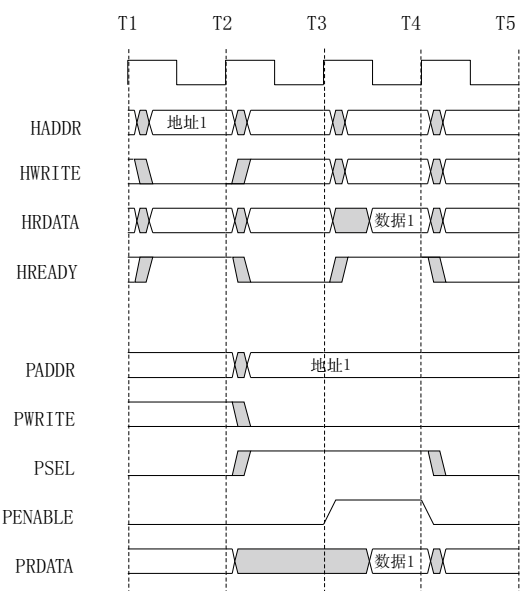 T1 T2 T3 T4 T5
HADDR 地址1
HWRITE
HRDATA 数据1
HREADY
PADDR 地址1
PWRITE
PSEL
PENABLE
PRDATA 数据1